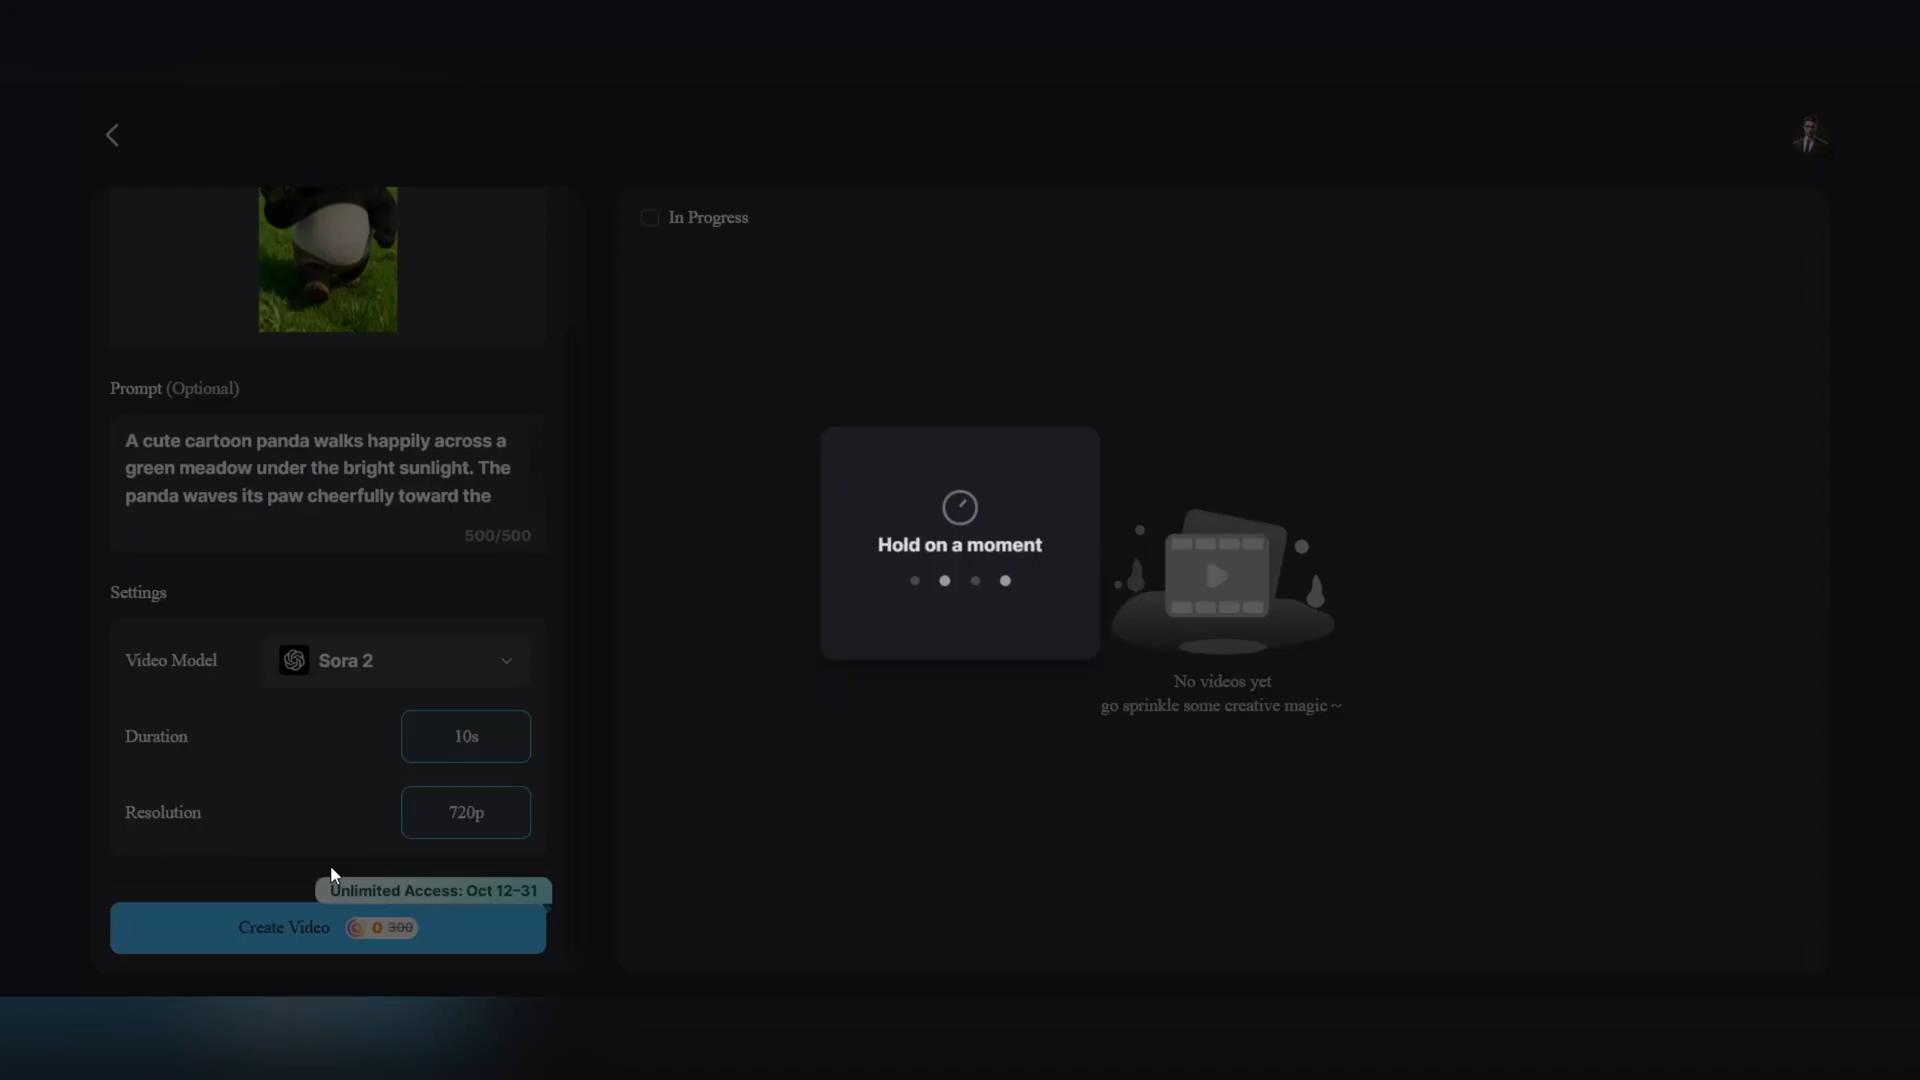 In Progress
Prompt (Optional)
A cute cartoon panda walks happily across a
green meadow under the bright sunlight. The
panda waves its paw cheerfully toward the
500/500
Settings
Video Model
Sora 2
Duration
10s
Resolution
720p
Unlimited Access: Oct 12-31
Create Video
0 300
Hold on a moment
No videos yet
go sprinkle some creative magic ~